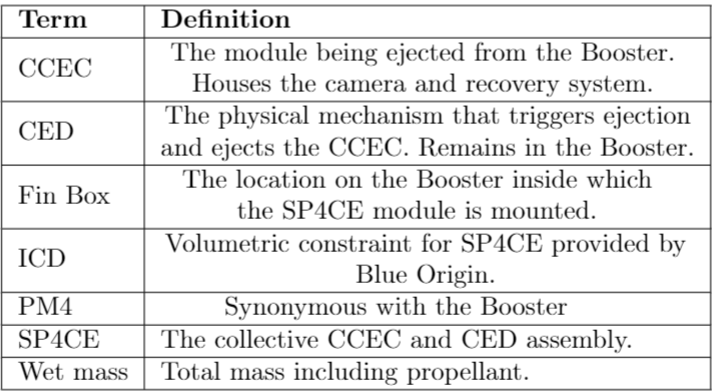 Term Definition
CCEC The module being ejected from the Booster.
Houses the camera and recovery system.
CED The physical mechanism that triggers ejection
and ejects the CCEC. Remains in the Booster.
Fin Box The location on the Booster inside which
the SP4CE module is mounted.
ICD Volumetric constraint for SP4CE provided by
Blue Origin.
PM4 Synonymous with the Booster
SP4CE The collective CCEC and CED assembly.
Wet mass Total mass including propellant.